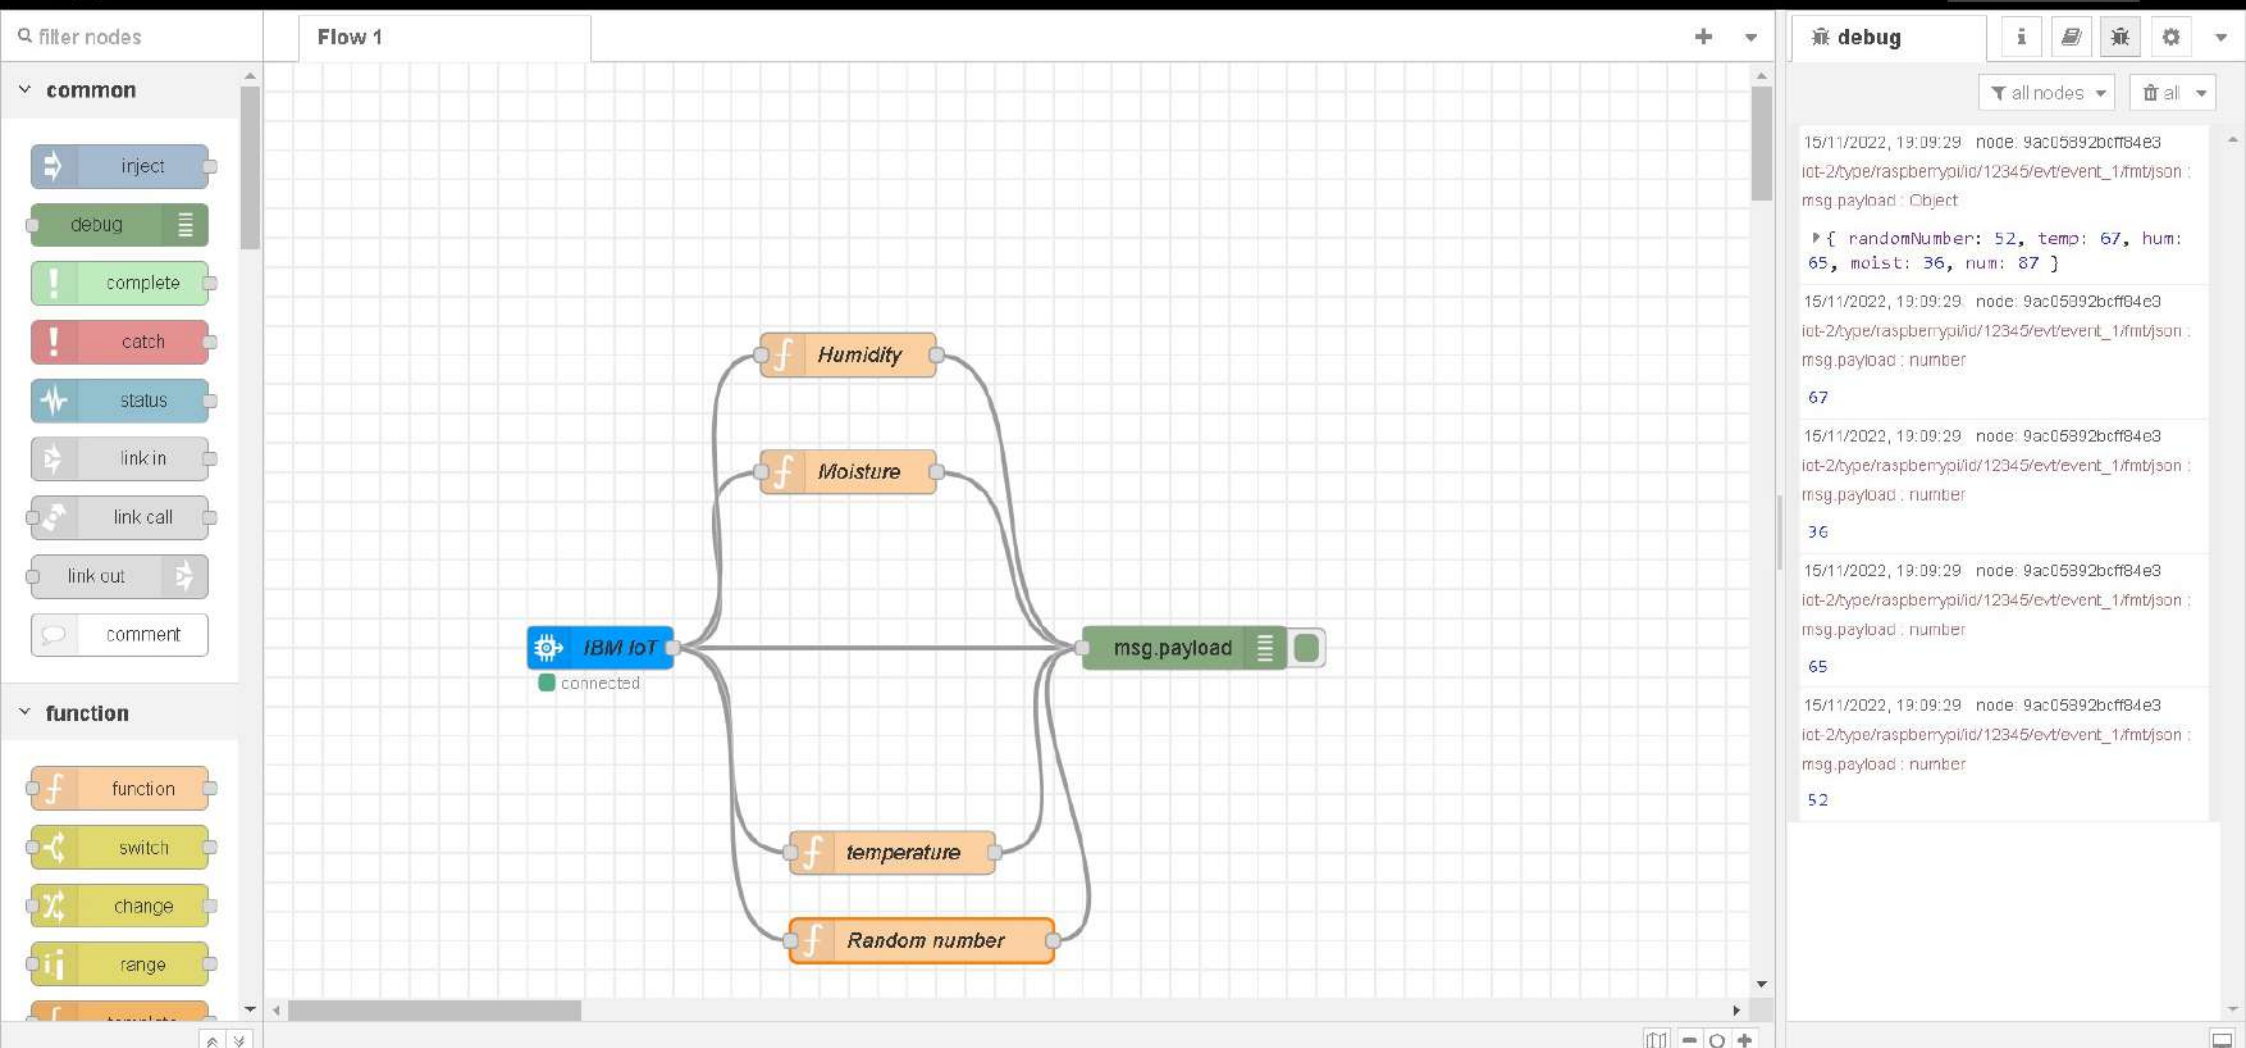 filter nodes
Flow 1
debug
all nodes
all
common
inject
debug
complete
catch
status
link in
link call
link out
comment
function
function
switch
change
range
Humidity
Moisture
IBM IoT
connected
msg.payload
temperature
Random number
15/11/2022, 19:09:29 node: 9ac05892bcff84e3
iot-2/type/raspberrypi/id/12345/evt/event_1/fmt/json :
msg.payload : Object
{ randomNumber: 52, temp: 67, hum:
65, moist: 36, num: 87 }
15/11/2022, 19:09:29 node: 9ac05892bcff84e3
iot-2/type/raspberrypi/id/12345/evt/event_1/fmt/json :
msg.payload : number
67
15/11/2022, 19:09:29 node: 9ac05892bcff84e3
iot-2/type/raspberrypi/id/12345/evt/event_1/fmt/json :
msg.payload : number
36
15/11/2022, 19:09:29 node: 9ac05892bcff84e3
iot-2/type/raspberrypi/id/12345/evt/event_1/fmt/json :
msg.payload : number
65
15/11/2022, 19:09:29 node: 9ac05892bcff84e3
iot-2/type/raspberrypi/id/12345/evt/event_1/fmt/json :
msg.payload : number
52